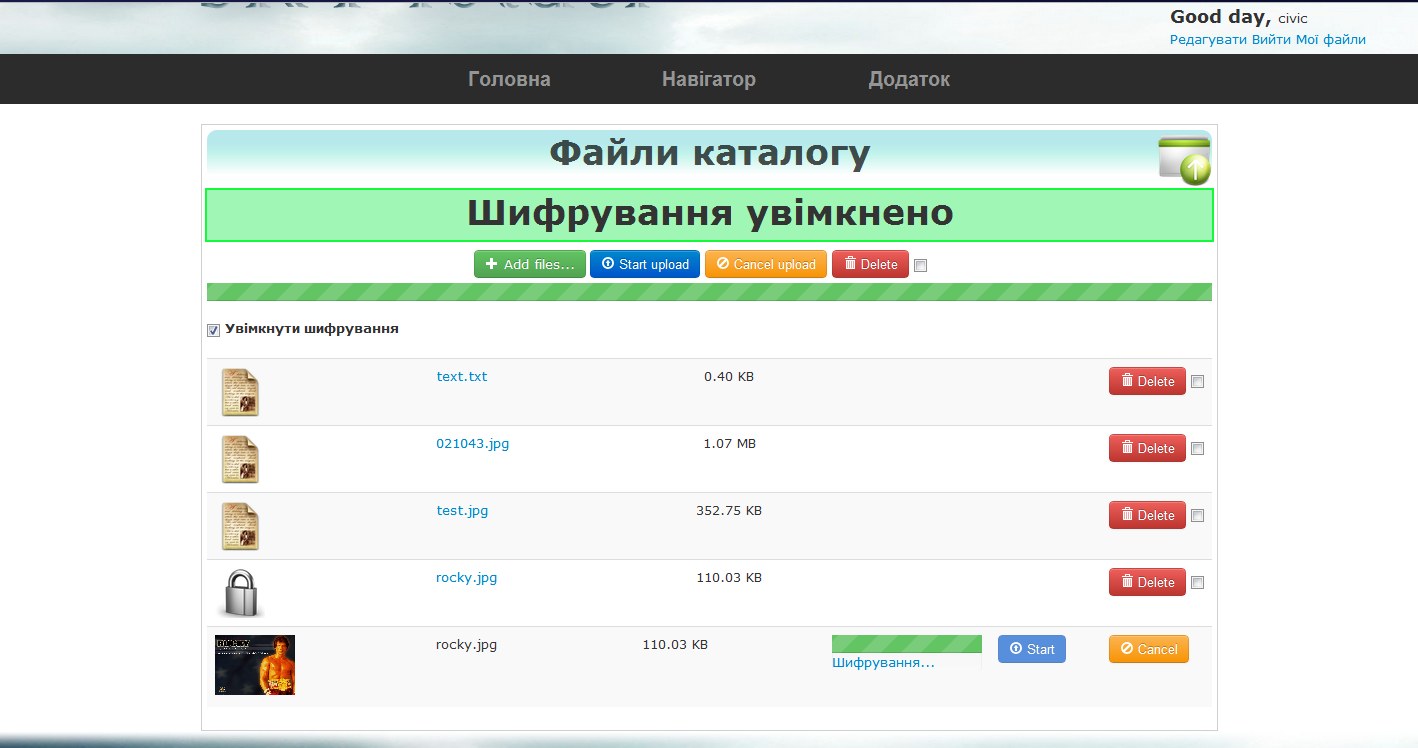 Good day, civic
Редагувати Вийти Мої файли
Головна Навігатор Додаток
Файли каталогу
Шифрування увімкнено
Add files... Start upload Cancel upload Delete
Увімкнути шифрування
text.txt 0.40 KB Delete
021043.jpg 1.07 MB Delete
test.jpg 352.75 KB Delete
rocky.jpg 110.03 KB Delete
rocky.jpg 110.03 KB Start Cancel
Шифрування...